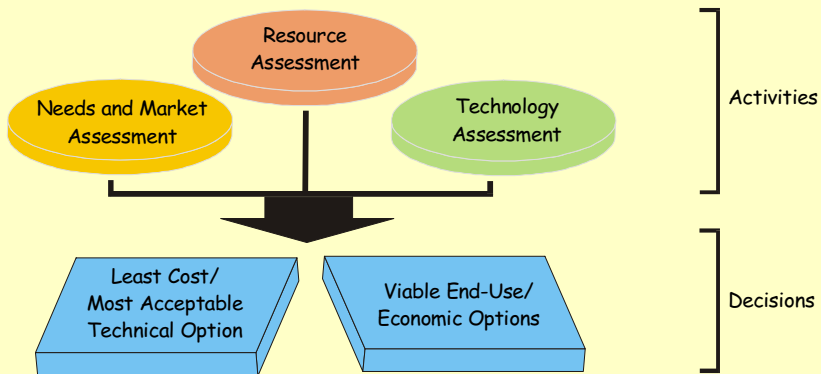 Resource
Assessment
Needs and Market
Assessment
Technology
Assessment
Activities
Least Cost/
Most Acceptable
Technical Option
Viable End-Use/
Economic Options
Decisions